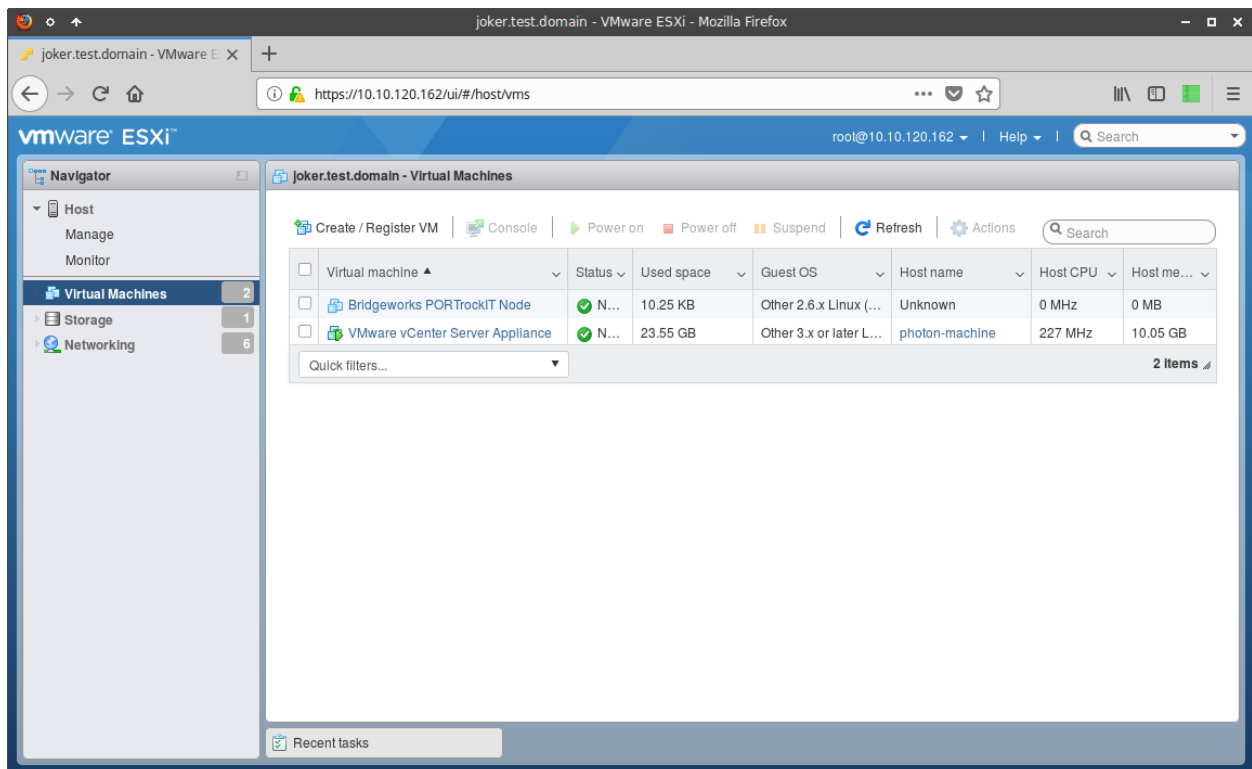 joker.test.domain - VMware ESXi - Mozilla Firefox
joker.test.domain - VMware E
https://10.10.120.162/ui/#/host/vms
vmware ESXi™
root@10.10.120.162 | Help | Search
Navigator
Host
Manage
Monitor
Virtual Machines 2
Storage 1
Networking 6
joker.test.domain - Virtual Machines
Create / Register VM | Console | Power on Power off Suspend | Refresh | Actions Search
Virtual machine Status Used space Guest OS Host name Host CPU Host me...
Bridgeworks PORTrockIT Node N... 10.25 KB Other 2.6.x Linux (... Unknown 0 MHz 0 MB
VMware vCenter Server Appliance N... 23.55 GB Other 3.x or later L... photon-machine 227 MHz 10.05 GB
Quick filters... 2 items
Recent tasks